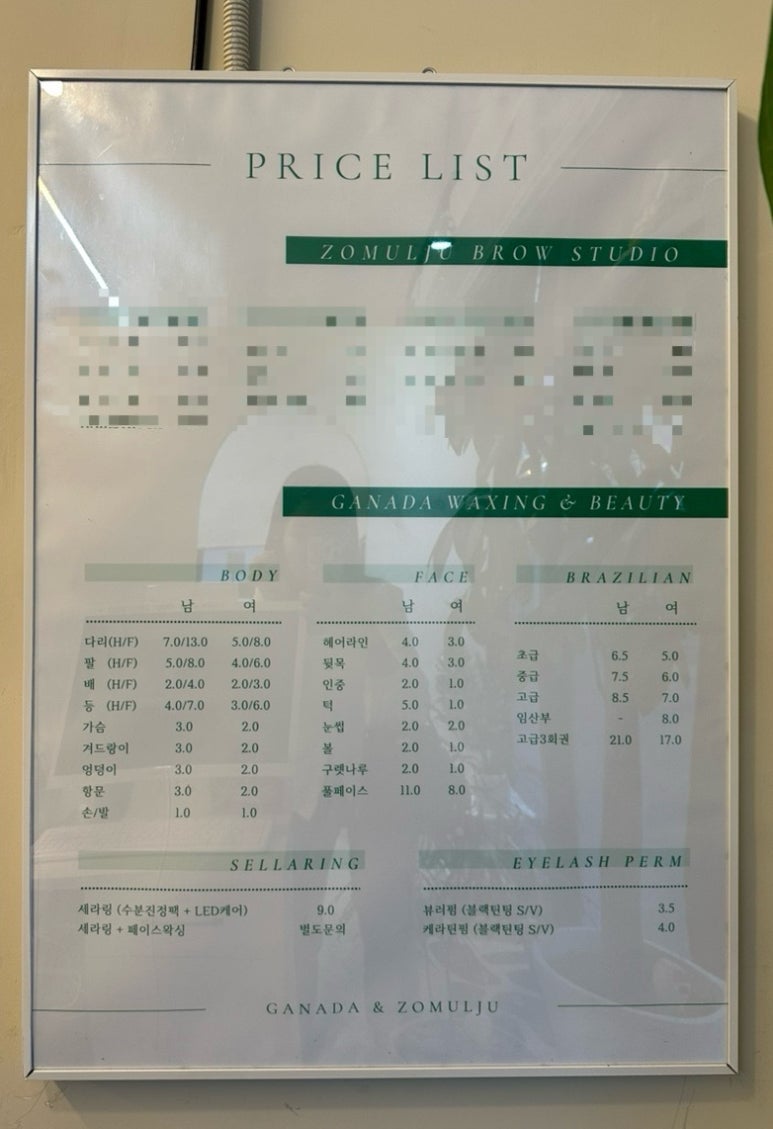 PRICE LIST
ZOMULJU BROW STUDIO
GANADA WAXING & BEAUTY
BODY
남 여
다리(H/F) 7.0/13.0 5.0/8.0
팔 (H/F) 5.0/8.0 4.0/6.0
배 (H/F) 2.0/4.0 2.0/3.0
등 (H/F) 4.0/7.0 3.0/6.0
가슴 3.0 2.0
겨드랑이 3.0 2.0
엉덩이 3.0 2.0
항문 3.0 2.0
손/발 1.0 1.0
FACE
남 여
헤어라인 4.0 3.0
뒷목 4.0 3.0
인중 2.0 1.0
턱 5.0 1.0
눈썹 2.0 2.0
볼 2.0 1.0
구렛나루 2.0 1.0
풀페이스 11.0 8.0
BRAZILIAN
남 여
초급 6.5 5.0
중급 7.5 6.0
고급 8.5 7.0
임산부 - 8.0
고급3회권 21.0 17.0
SELLARING
세라링 (수분진정팩 + LED케어) 9.0
세라링 + 페이스왁싱 별도문의
EYELASH PERM
뷰러펌 (블랙틴팅 S/V) 3.5
케라틴펌 (블랙틴팅 S/V) 4.0
GANADA & ZOMULJU